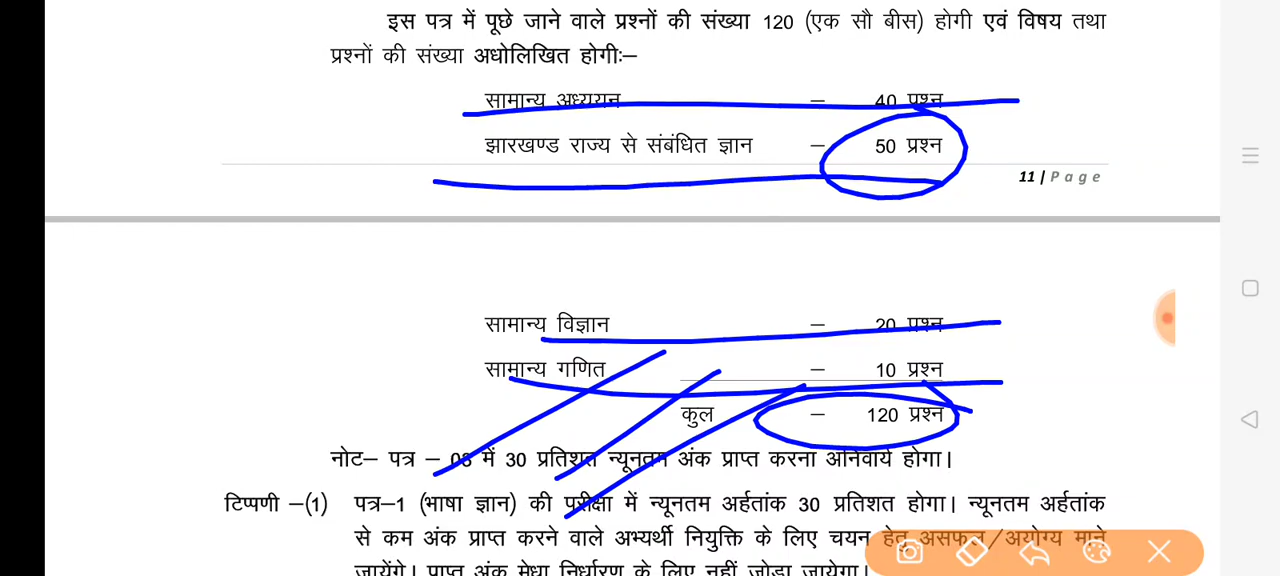 इस पत्र में पूछे जाने वाले प्रश्नों की संख्या 120 (एक सौ बीस) होगी एवं विषय तथा
प्रश्नों की संख्या अधोलिखित होगीः–
सामान्य अध्ययन – 40 प्रश्न
झारखण्ड राज्य से संबंधित ज्ञान – 50 प्रश्न
11 | Page
सामान्य विज्ञान – 20 प्रश्न
सामान्य गणित – 10 प्रश्न
कुल – 120 प्रश्न
नोट– पत्र – 03 में 30 प्रतिशत न्यूनतम अंक प्राप्त करना अनिवार्य होगा।
टिप्पणी –(1) पत्र–1 (भाषा ज्ञान) की परीक्षा में न्यूनतम अर्हतांक 30 प्रतिशत होगा। न्यूनतम अर्हतांक
से कम अंक प्राप्त करने वाले अभ्यर्थी नियुक्ति के लिए चयन हेतु असफल/अयोग्य माने
जायेंगे। प्राप्त अंक मेधा निर्धारण के लिए नहीं जोड़ा जायेगा।